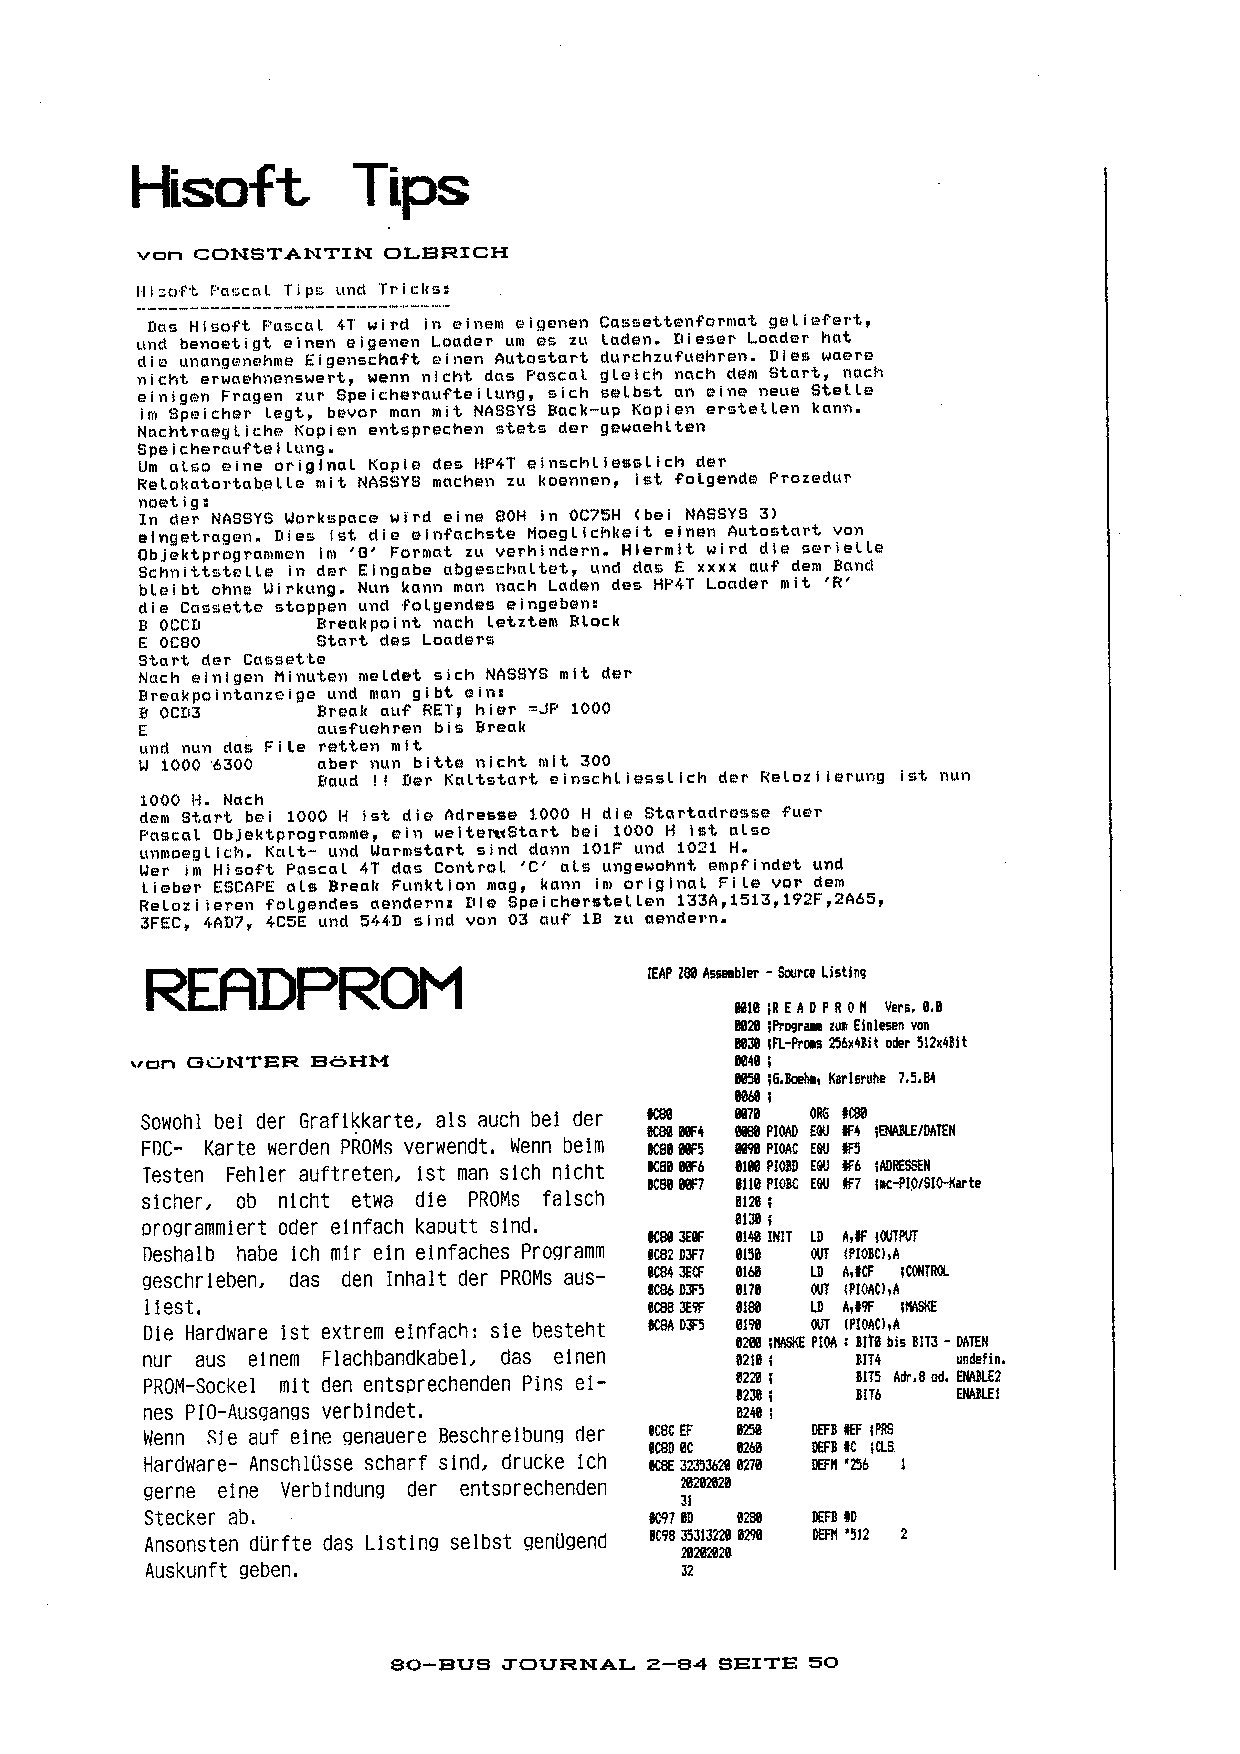 Hisoft Tips
von CONSTANTIN OLBRICH
Hisoft Pascal Tips und Tricks:
------------------------------------
Das Hisoft Pascal 4T wird in einem eigenen Cassettenformat geliefert,
und benoetigt einen eigenen Loader um es zu laden. Dieser Loader hat
die unangenehme Eigenschaft einen Autostart durchzufuehren. Dies waere
nicht erwaehnenswert, wenn nicht das Pascal gleich nach dem Start, nach
einigen Fragen zur Speicheraufteilung, sich selbst an eine neue Stelle
im Speicher legt, bevor man mit NASSYS Back-up Kopien erstellen kann.
Nachtraegliche Kopien entsprechen stets der gewaehlten
Speicheraufteilung.
Um also eine original Kopie des HP4T einschliesslich der
Relokatortabelle mit NASSYS machen zu koennen, ist folgende Prozedur
noetig:
In der NASSYS Workspace wird eine 80H in 0C75H (bei NASSYS 3)
eingetragen. Dies ist die einfachste Moeglichkeit einen Autostart von
Objektprogrammen im 'O' Format zu verhindern. Hiermit wird die serielle
Schnittstelle in der Eingabe abgeschaltet, und das E xxxx auf dem Band
bleibt ohne Wirkung. Nun kann man nach Laden des HP4T Loader mit 'R'
die Cassette stoppen und folgendes eingeben:
B 0CCD Breakpoint nach letztem Block
E 0C80 Start des Loaders
Start der Cassette
Nach einigen Minuten meldet sich NASSYS mit der
Breakpointanzeige und man gibt ein:
B 0CD3 Break auf RET; hier =JP 1000
E ausfuehren bis Break
und nun das File retten mit
W 1000 6300 aber nun bitte nicht mit 300
Baud !! Der Kaltstart einschliesslich der Reloziierung ist nun
1000 H. Nach
dem Start bei 1000 H ist die Adresse 1000 H die Startadresse fuer
Pascal Objektprogramme, ein weiterer Start bei 1000 H ist also
unmoeglich. Kalt- und Warmstart sind dann 101F und 1021 H.
Wer im Hisoft Pascal 4T das Control 'C' als ungewohnt empfindet und
lieber ESCAPE als Break Funktion mag, kann im original File vor dem
Reloziieren folgendes aendern: Die Speicherstellen 133A,1513,192F,2A65,
3FEC, 4AD7, 4C5E und 544D sind von 03 auf 1B zu aendern.
READPROM
von GÜNTER BöHM
Sowohl bei der Grafikkarte, als auch bei der
FDC- Karte werden PROMs verwendt. Wenn beim
Testen Fehler auftreten, ist man sich nicht
sicher, ob nicht etwa die PROMs falsch
programmiert oder einfach kaputt sind.
Deshalb habe ich mir ein einfaches Programm
geschrieben, das den Inhalt der PROMs aus-
liest.
Die Hardware ist extrem einfach: sie besteht
nur aus einem Flachbandkabel, das einen
PROM-Sockel mit den entsprechenden Pins ei-
nes PIO-Ausgangs verbindet.
Wenn Sie auf eine genauere Beschreibung der
Hardware- Anschlüsse scharf sind, drucke ich
gerne eine Verbindung der entsprechenden
Stecker ab.
Ansonsten dürfte das Listing selbst genügend
Auskunft geben.
ZEAP Z80 Assembler - Source Listing
0010 ;R E A D P R O M Vers. 0.0
0020 ;Programm zum Einlesen von
0030 ;FL-Proms 256x4Bit oder 512x4Bit
0040 ;
0050 ;G.Boehm, Karlsruhe 7.5.84
0060 ;
0C80 0070 ORG #C80
0C80 00F4 0080 PIOAD EQU #F4 ;ENABLE/DATEN
0C80 00F5 0090 PIOAC EQU #F5
0C80 00F6 0100 PIOBD EQU #F6 ;ADRESSEN
0C80 00F7 0110 PIOBC EQU #F7 ;mc-PIO/SIO-Karte
0120 ;
0130 ;
0C80 3E0F 0140 INIT LD A,#F ;OUTPUT
0C82 D3F7 0150 OUT (PIOBC),A
0C84 3ECF 0160 LD A,#CF ;CONTROL
0C86 D3F5 0170 OUT (PIOAC),A
0C88 3E9F 0180 LD A,#9F ;MASKE
0C8A D3F5 0190 OUT (PIOAC),A
0200 ;MASKE PIOA : BIT0 bis BIT3 - DATEN
0210 ; BIT4 undefin.
0220 ; BIT5 Adr.8 od. ENABLE2
0230 ; BIT6 ENABLE1
0240 ;
0C8C EF 0250 DEFB #EF ;PRS
0C8D 0C 0260 DEFB #C ;CLS
0C8E 32353620 0270 DEFM "256 1
20202020
31
0C97 0D 0280 DEFB #D
0C98 35313220 0290 DEFM "512 2
20202020
32
80-BUS JOURNAL 2-84 SEITE 50